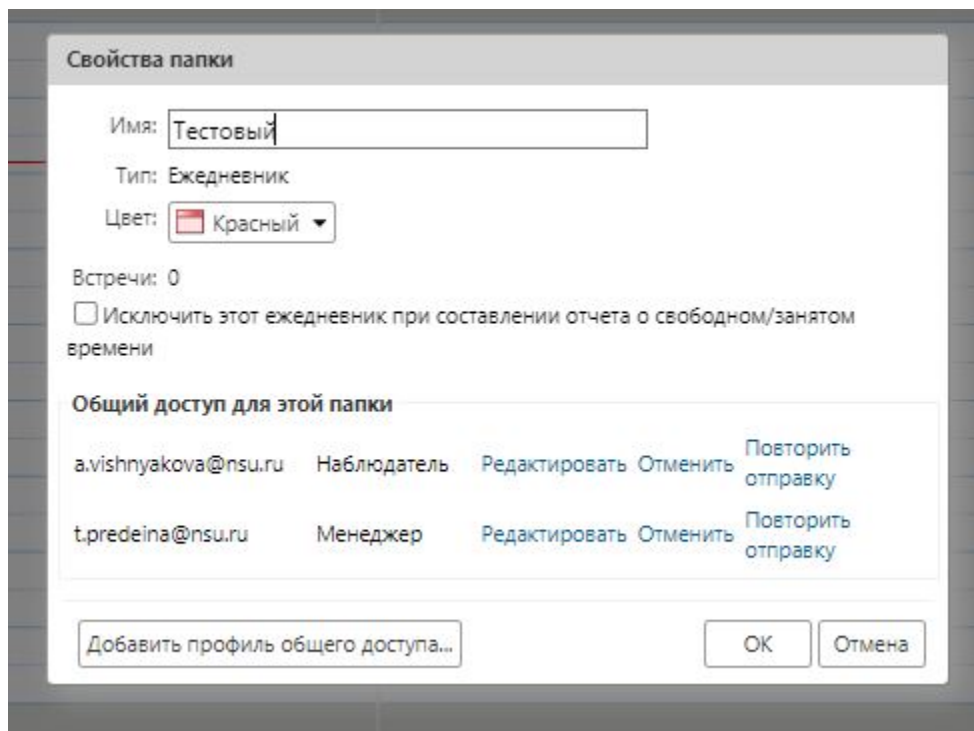 Свойства папки
Имя: Тестовый
Тип: Ежедневник
Цвет: Красный
Встречи: 0
Исключить этот ежедневник при составлении отчета о свободном/занятом
времени
Общий доступ для этой папки
a.vishnyakova@nsu.ru Наблюдатель Редактировать Отменить Повторить
отправку
t.predeina@nsu.ru Менеджер Редактировать Отменить Повторить
отправку
Добавить профиль общего доступа... ОК Отмена